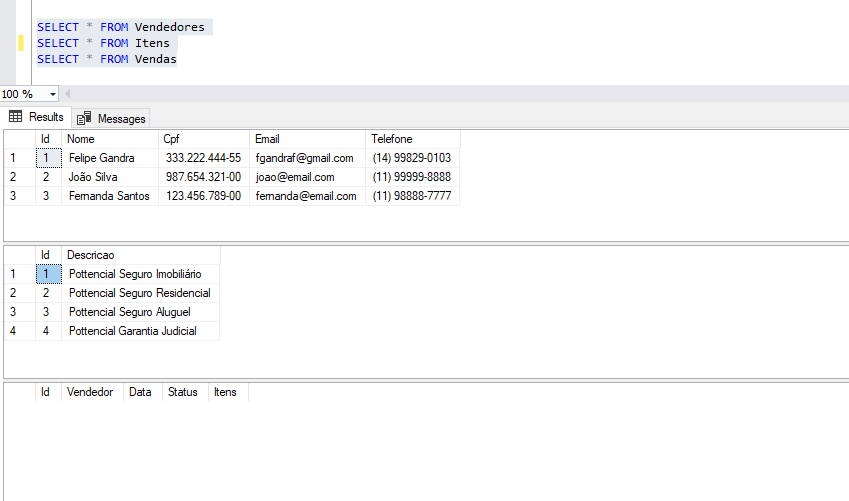 SELECT * FROM Vendedores
SELECT * FROM Itens
SELECT * FROM Vendas
100 %
Results Messages
Id Nome Cpf Email Telefone
1 1 Felipe Gandra 333.222.444-55 fgandraf@gmail.com (14) 99829-0103
2 2 João Silva 987.654.321-00 joao@email.com (11) 99999-8888
3 3 Fernanda Santos 123.456.789-00 fernanda@email.com (11) 98888-7777
Id Descricao
1 1 Pottencial Seguro Imobiliário
2 2 Pottencial Seguro Residencial
3 3 Pottencial Seguro Aluguel
4 4 Pottencial Garantia Judicial
Id Vendedor Data Status Itens